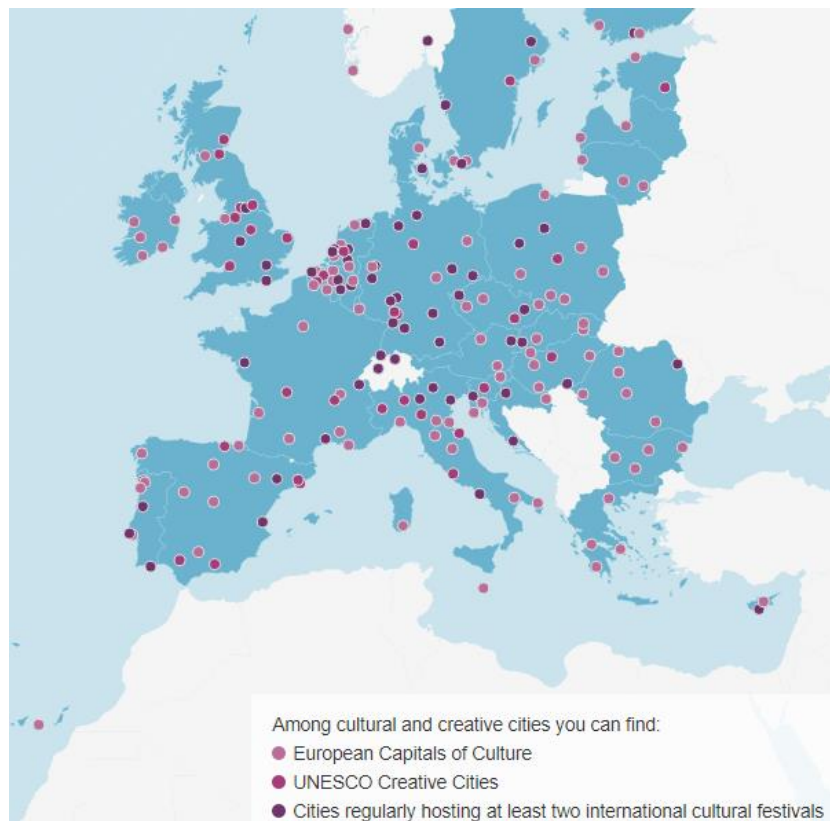 Among cultural and creative cities you can find:
European Capitals of Culture
UNESCO Creative Cities
Cities regularly hosting at least two international cultural festivals